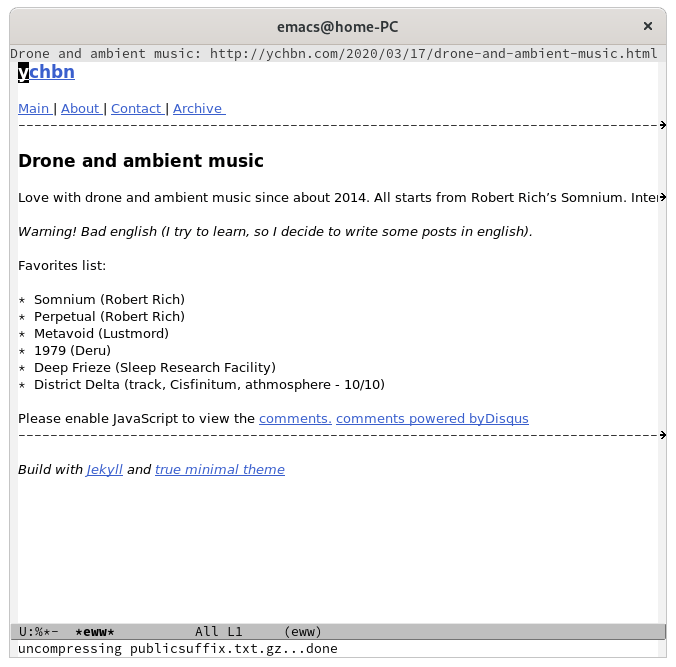 emacs@home-PC ×
Drone and ambient music: http://ychbn.com/2020/03/17/drone-and-ambient-music.html
ychbn
Main | About | Contact | Archive
Drone and ambient music
Love with drone and ambient music since about 2014. All starts from Robert Rich’s Somnium. Inter
Warning! Bad english (I try to learn, so I decide to write some posts in english).
Favorites list:
* Somnium (Robert Rich)
* Perpetual (Robert Rich)
* Metavoid (Lustmord)
* 1979 (Deru)
* Deep Frieze (Sleep Research Facility)
* District Delta (track, Cisfinitum, athmosphere - 10/10)
Please enable JavaScript to view the comments. comments powered byDisqus
Build with Jekyll and true minimal theme
U:%*- *eww* All L1 (eww)
uncompressing publicsuffix.txt.gz...done